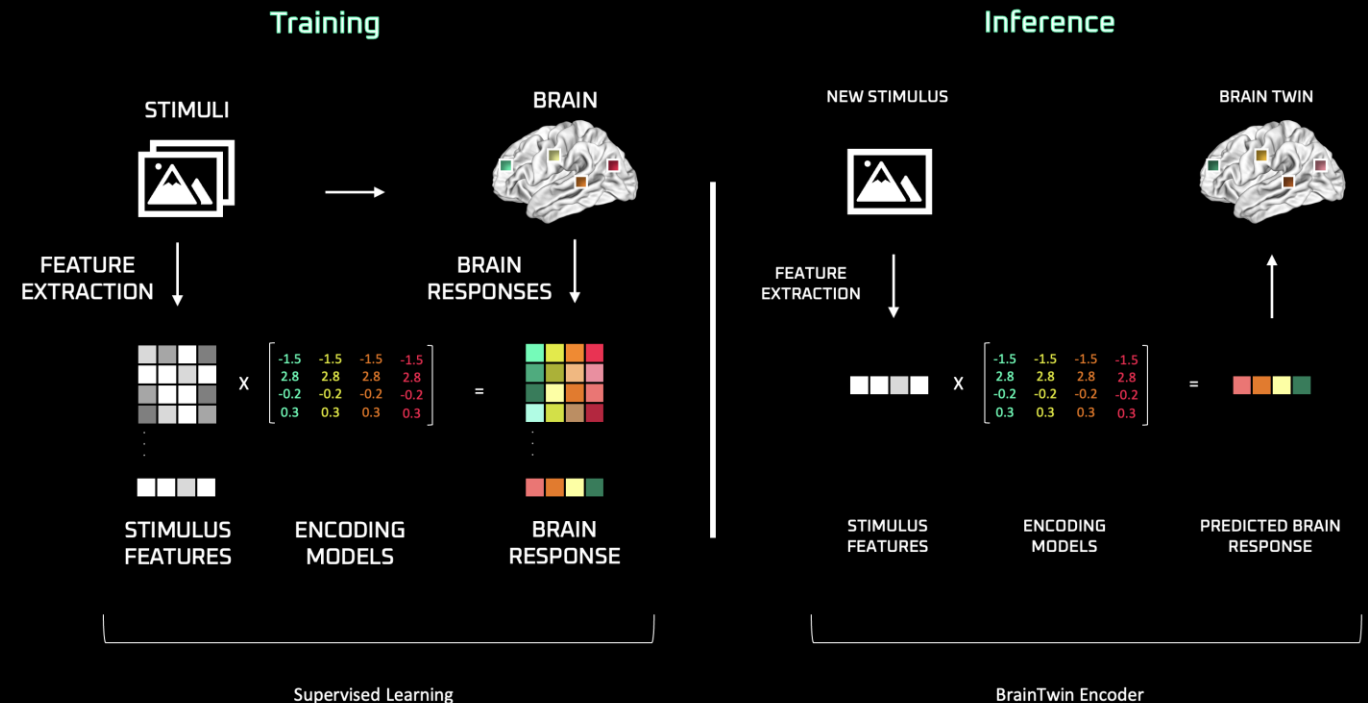 Training
STIMULI
BRAIN
FEATURE
EXTRACTION
BRAIN
RESPONSES
-1.5 -1.5 -1.5 -1.5
2.8 2.8 2.8 2.8
-0.2 -0.2 -0.2 -0.2
0.3 0.3 0.3 0.3
X
=
STIMULUS
FEATURES
ENCODING
MODELS
BRAIN
RESPONSE
Supervised Learning
Inference
NEW STIMULUS
BRAIN TWIN
FEATURE
EXTRACTION
X
-1.5 -1.5 -1.5 -1.5
2.8 2.8 2.8 2.8
-0.2 -0.2 -0.2 -0.2
0.3 0.3 0.3 0.3
=
STIMULUS
FEATURES
ENCODING
MODELS
PREDICTED BRAIN
RESPONSE
BrainTwin Encoder